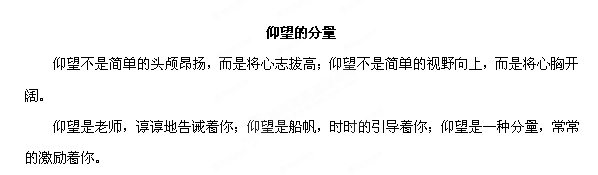 仰望的分量
仰望不是简单的头颅昂扬，而是将心志拔高；仰望不是简单的视野向上，而是将心胸开
阔。
仰望是老师，谆谆地告诫着你；仰望是船帆，时时的引导着你；仰望是一种分量，常常
的激励着你。